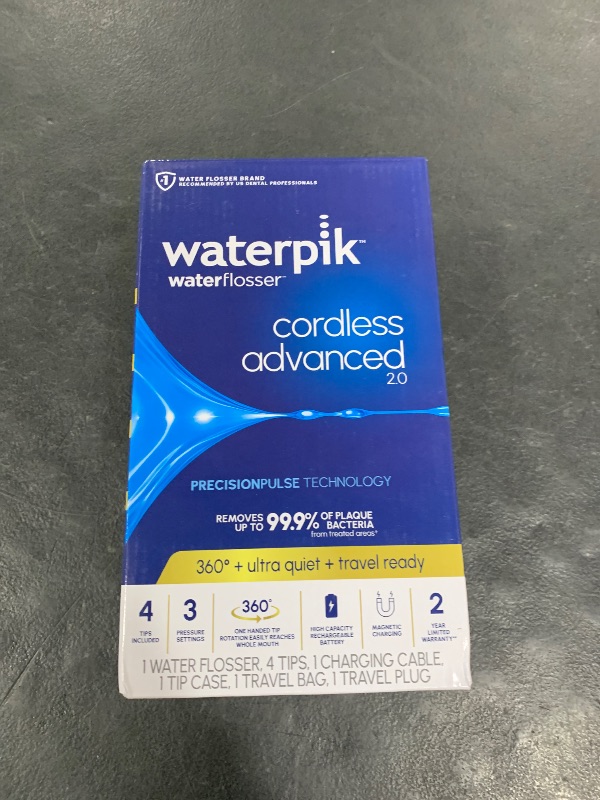 #1 WATER FLOSSER BRAND
RECOMMENDED BY US DENTAL PROFESSIONALS
waterpik™
waterflosser™
cordless
advanced
2.0
PRECISIONPULSE TECHNOLOGY
REMOVES UP TO 99.9% OF PLAQUE BACTERIA
from treated areas*
360° + ultra quiet + travel ready
4 TIPS INCLUDED
3 PRESSURE SETTINGS
360° ONE HANDED TIP ROTATION EASILY REACHES WHOLE MOUTH
HIGH CAPACITY RECHARGEABLE BATTERY
MAGNETIC CHARGING
2 YEAR LIMITED WARRANTY**
1 WATER FLOSSER, 4 TIPS, 1 CHARGING CABLE,
1 TIP CASE, 1 TRAVEL BAG, 1 TRAVEL PLUG